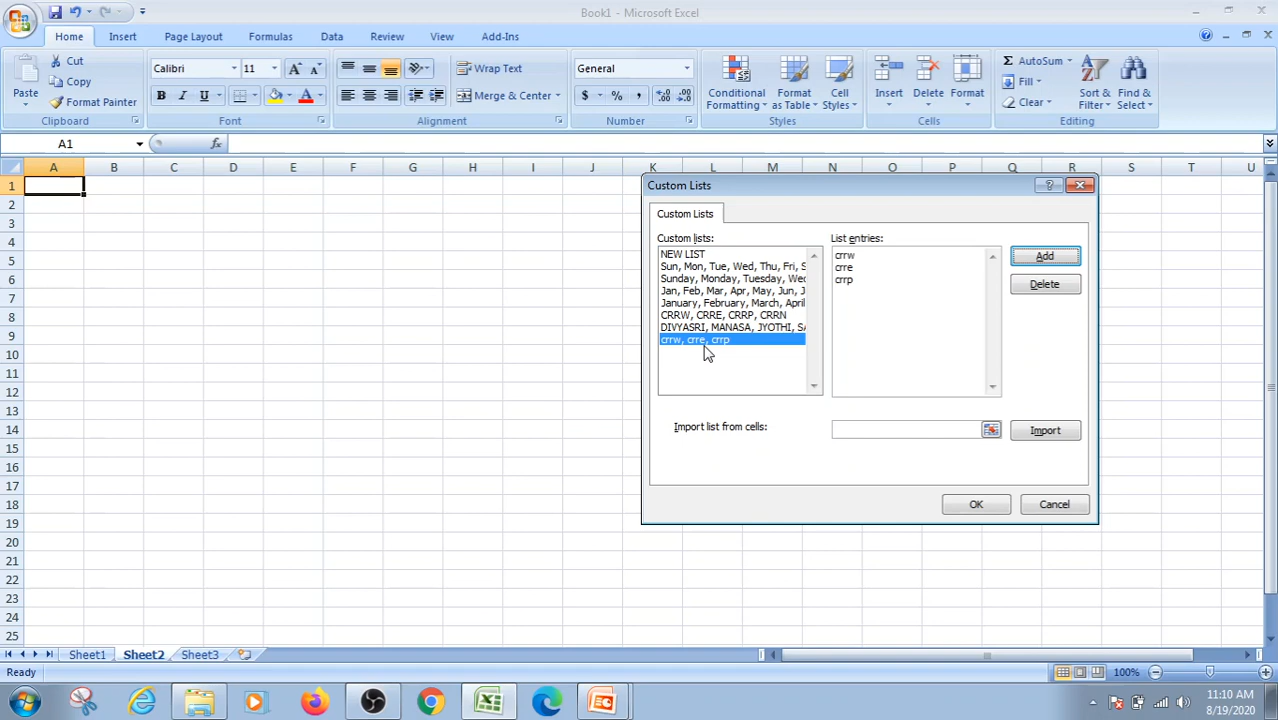 Book1 - Microsoft Excel
Home Insert Page Layout Formulas Data Review View Add-Ins
Paste
Cut
Copy
Format Painter
Clipboard
Calibri 11
B I U
Font
Wrap Text
Merge & Center
Alignment
General
$ % ,
Number
Conditional Formatting
Format as Table
Cell Styles
Styles
Insert Delete Format
Cells
Σ AutoSum
Fill
Clear
Sort & Filter
Find & Select
Editing
A1
fx
A B C D E F G H I J K L M N O P Q R S T U
1
2
3
4
5
6
7
8
9
10
11
12
13
14
15
16
17
18
19
20
21
22
23
24
25
Custom Lists
Custom Lists
Custom lists:
NEW LIST
Sun, Mon, Tue, Wed, Thu, Fri, S
Sunday, Monday, Tuesday, Wed
Jan, Feb, Mar, Apr, May, Jun, J
January, February, March, April
CRRW, CRRE, CRRP, CRRN
DIVYASRI, MANASA, JYOTHI, SA
crrw, crre, crrp
List entries:
crrw
crre
crrp
Add
Delete
Import list from cells:
Import
OK
Cancel
Sheet1 Sheet2 Sheet3
Ready
100%
11:10 AM
8/19/2020